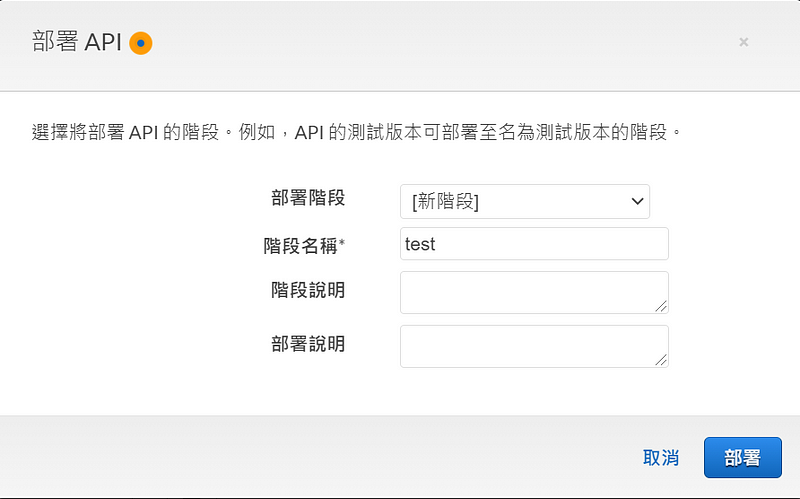 部署 API
×
選擇將部署 API 的階段。例如，API 的測試版本可部署至名為測試版本的階段。
部署階段 [新階段]
階段名稱* test
階段說明
部署說明
取消 部署